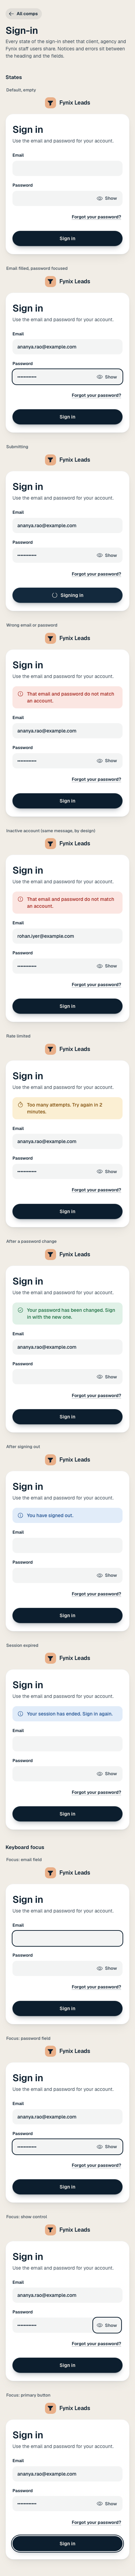 ← All comps
Sign-in
Every state of the sign-in sheet that client, agency and
Fynix staff users share. Notices and errors sit between
the heading and the fields.
States
Default, empty
Fynix Leads
Sign in
Use the email and password for your account.
Email
Password
Show
Forgot your password?
Sign in
Email filled, password focused
Fynix Leads
Sign in
Use the email and password for your account.
Email
ananya.rao@example.com
Password
••••••••••••
Show
Forgot your password?
Sign in
Submitting
Fynix Leads
Sign in
Use the email and password for your account.
Email
ananya.rao@example.com
Password
••••••••••••
Show
Forgot your password?
Signing in
Wrong email or password
Fynix Leads
Sign in
Use the email and password for your account.
That email and password do not match
an account.
Email
ananya.rao@example.com
Password
••••••••••••
Show
Forgot your password?
Sign in
Inactive account (same message, by design)
Fynix Leads
Sign in
Use the email and password for your account.
That email and password do not match
an account.
Email
rohan.iyer@example.com
Password
••••••••••••
Show
Forgot your password?
Sign in
Rate limited
Fynix Leads
Sign in
Use the email and password for your account.
Too many attempts. Try again in 2
minutes.
Email
ananya.rao@example.com
Password
••••••••••••
Show
Forgot your password?
Sign in
After a password change
Fynix Leads
Sign in
Use the email and password for your account.
Your password has been changed. Sign
in with the new one.
Email
ananya.rao@example.com
Password
Show
Forgot your password?
Sign in
After signing out
Fynix Leads
Sign in
Use the email and password for your account.
You have signed out.
Email
Password
Show
Forgot your password?
Sign in
Session expired
Fynix Leads
Sign in
Use the email and password for your account.
Your session has ended. Sign in again.
Email
Password
Show
Forgot your password?
Sign in
Keyboard focus
Focus: email field
Fynix Leads
Sign in
Use the email and password for your account.
Email
Password
Show
Forgot your password?
Sign in
Focus: password field
Fynix Leads
Sign in
Use the email and password for your account.
Email
ananya.rao@example.com
Password
••••••••••••
Show
Forgot your password?
Sign in
Focus: show control
Fynix Leads
Sign in
Use the email and password for your account.
Email
ananya.rao@example.com
Password
••••••••••••
Show
Forgot your password?
Sign in
Focus: primary button
Fynix Leads
Sign in
Use the email and password for your account.
Email
ananya.rao@example.com
Password
••••••••••••
Show
Forgot your password?
Sign in